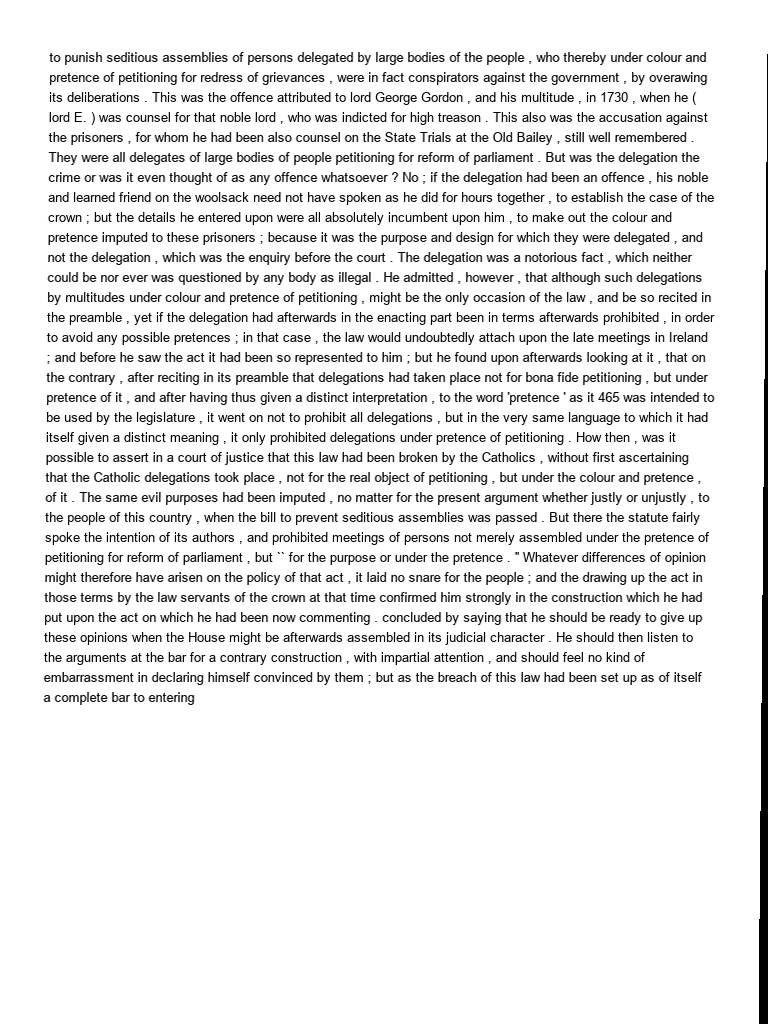 to punish seditious assemblies of persons delegated by large bodies of the people , who thereby under colour and
pretence of petitioning for redress of grievances , were in fact conspirators against the government , by overawing
its deliberations . This was the offence attributed to lord George Gordon , and his multitude , in 1730 , when he (
lord E. ) was counsel for that noble lord , who was indicted for high treason . This also was the accusation against
the prisoners , for whom he had been also counsel on the State Trials at the Old Bailey , still well remembered .
They were all delegates of large bodies of people petitioning for reform of parliament . But was the delegation the
crime or was it even thought of as any offence whatsoever ? No ; if the delegation had been an offence , his noble
and learned friend on the woolsack need not have spoken as he did for hours together , to establish the case of the
crown ; but the details he entered upon were all absolutely incumbent upon him , to make out the colour and
pretence imputed to these prisoners ; because it was the purpose and design for which they were delegated , and
not the delegation , which was the enquiry before the court . The delegation was a notorious fact , which neither
could be nor ever was questioned by any body as illegal . He admitted , however , that although such delegations
by multitudes under colour and pretence of petitioning , might be the only occasion of the law , and be so recited in
the preamble , yet if the delegation had afterwards in the enacting part been in terms afterwards prohibited , in order
to avoid any possible pretences ; in that case , the law would undoubtedly attach upon the late meetings in Ireland
; and before he saw the act it had been so represented to him ; but he found upon afterwards looking at it , that on
the contrary , after reciting in its preamble that delegations had taken place not for bona fide petitioning , but under
pretence of it , and after having thus given a distinct interpretation , to the word 'pretence ' as it 465 was intended to
be used by the legislature , it went on not to prohibit all delegations , but in the very same language to which it had
itself given a distinct meaning , it only prohibited delegations under pretence of petitioning . How then , was it
possible to assert in a court of justice that this law had been broken by the Catholics , without first ascertaining
that the Catholic delegations took place , not for the real object of petitioning , but under the colour and pretence ,
of it . The same evil purposes had been imputed , no matter for the present argument whether justly or unjustly , to
the people of this country , when the bill to prevent seditious assemblies was passed . But there the statute fairly
spoke the intention of its authors , and prohibited meetings of persons not merely assembled under the pretence of
petitioning for reform of parliament , but `` for the purpose or under the pretence . " Whatever differences of opinion
might therefore have arisen on the policy of that act , it laid no snare for the people ; and the drawing up the act in
those terms by the law servants of the crown at that time confirmed him strongly in the construction which he had
put upon the act on which he had been now commenting . concluded by saying that he should be ready to give up
these opinions when the House might be afterwards assembled in its judicial character . He should then listen to
the arguments at the bar for a contrary construction , with impartial attention , and should feel no kind of
embarrassment in declaring himself convinced by them ; but as the breach of this law had been set up as of itself
a complete bar to entering